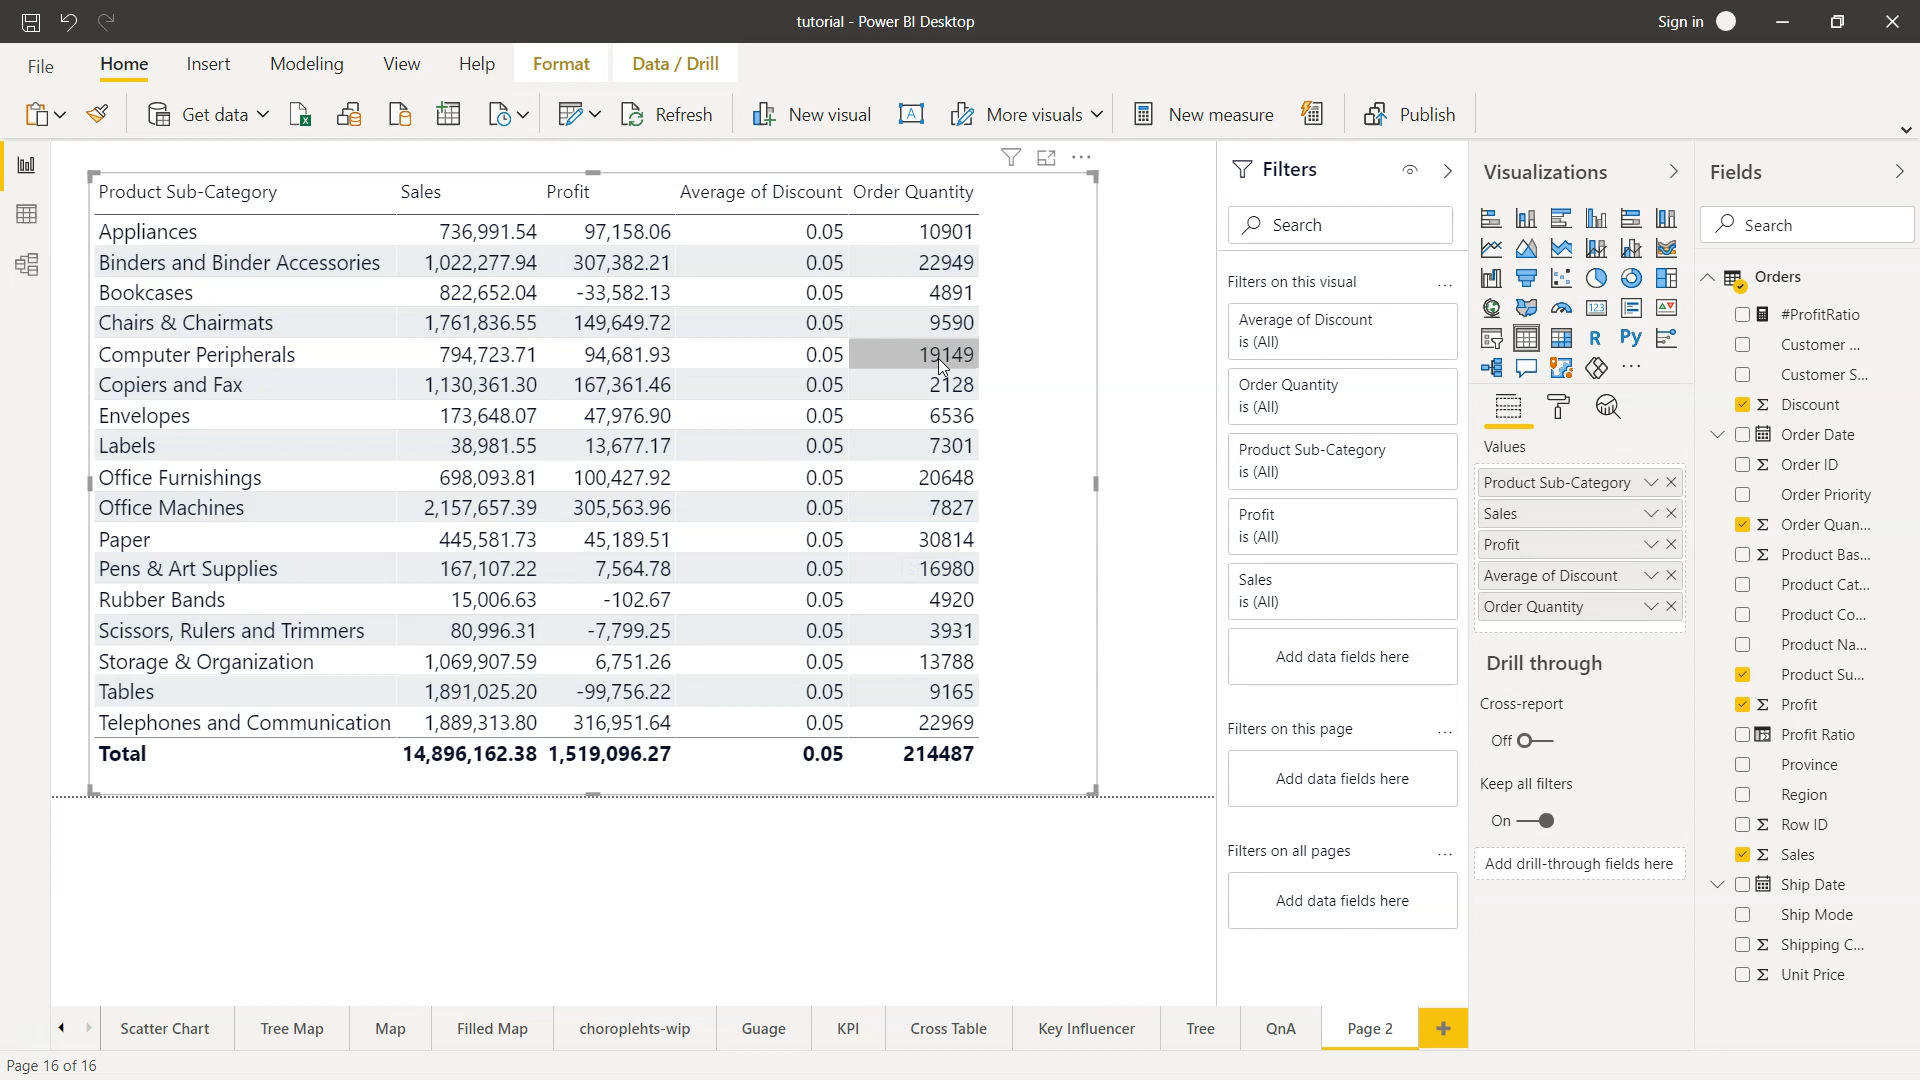 tutorial - Power BI Desktop
Sign in
File Home Insert Modeling View Help Format Data / Drill
Get data Refresh New visual More visuals New measure Publish
Product Sub-Category Sales Profit Average of Discount Order Quantity
Appliances 736,991.54 97,158.06 0.05 10901
Binders and Binder Accessories 1,022,277.94 307,382.21 0.05 22949
Bookcases 822,652.04 -33,582.13 0.05 4891
Chairs & Chairmats 1,761,836.55 149,649.72 0.05 9590
Computer Peripherals 794,723.71 94,681.93 0.05 19149
Copiers and Fax 1,130,361.30 167,361.46 0.05 2128
Envelopes 173,648.07 47,976.90 0.05 6536
Labels 38,981.55 13,677.17 0.05 7301
Office Furnishings 698,093.81 100,427.92 0.05 20648
Office Machines 2,157,657.39 305,563.96 0.05 7827
Paper 445,581.73 45,189.51 0.05 30814
Pens & Art Supplies 167,107.22 7,564.78 0.05 16980
Rubber Bands 15,006.63 -102.67 0.05 4920
Scissors, Rulers and Trimmers 80,996.31 -7,799.25 0.05 3931
Storage & Organization 1,069,907.59 6,751.26 0.05 13788
Tables 1,891,025.20 -99,756.22 0.05 9165
Telephones and Communication 1,889,313.80 316,951.64 0.05 22969
Total 14,896,162.38 1,519,096.27 0.05 214487
Filters
Search
Filters on this visual ...
Average of Discount
is (All)
Order Quantity
is (All)
Product Sub-Category
is (All)
Profit
is (All)
Sales
is (All)
Add data fields here
Filters on this page ...
Add data fields here
Filters on all pages ...
Add data fields here
Visualizations
123
R Py
...
Values
Product Sub-Category
Sales
Profit
Average of Discount
Order Quantity
Drill through
Cross-report
Off
Keep all filters
On
Add drill-through fields here
Fields
Search
Orders
#ProfitRatio
Customer ...
Customer S...
Σ Discount
Order Date
Σ Order ID
Order Priority
Σ Order Quan...
Σ Product Bas...
Product Cat...
Product Co...
Product Na...
Product Su...
Σ Profit
Profit Ratio
Province
Region
Σ Row ID
Σ Sales
Ship Date
Ship Mode
Σ Shipping C...
Σ Unit Price
Scatter Chart Tree Map Map Filled Map choroplehts-wip Guage KPI Cross Table Key Influencer Tree QnA Page 2 +
Page 16 of 16